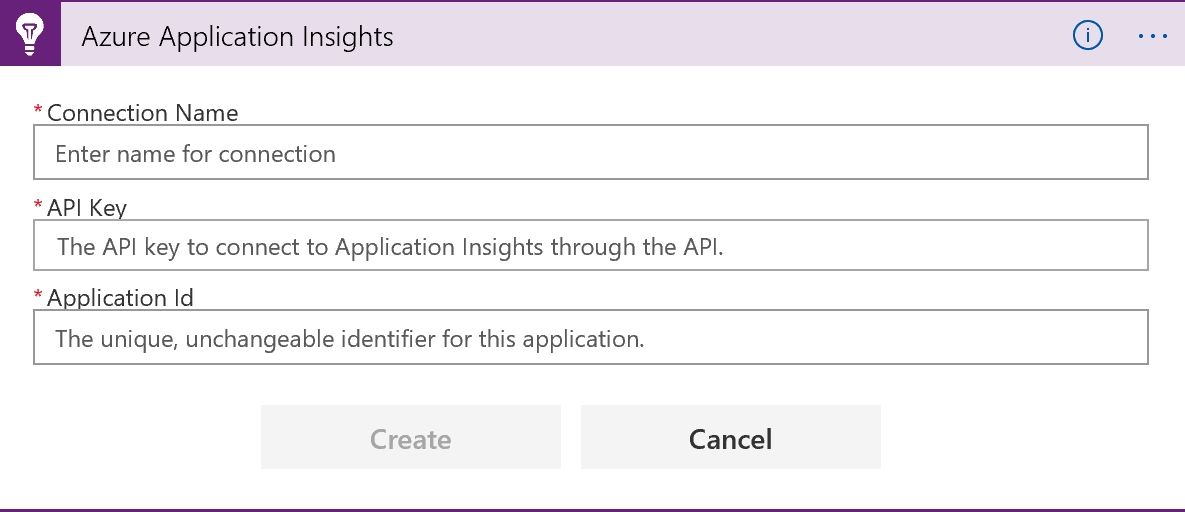 Azure Application Insights
* Connection Name
Enter name for connection
* API Key
The API key to connect to Application Insights through the API.
* Application Id
The unique, unchangeable identifier for this application.
Create Cancel